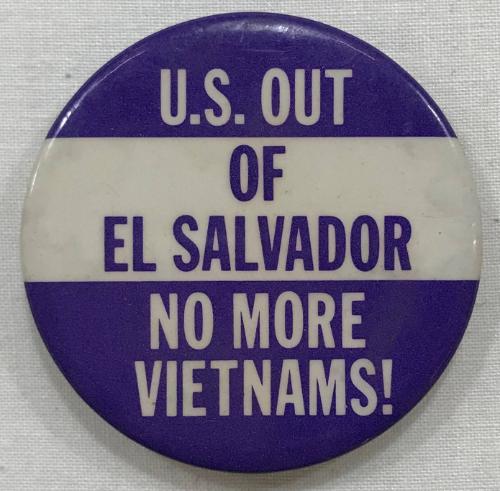 U.S. OUT
OF
EL SALVADOR
NO MORE
VIETNAMS!